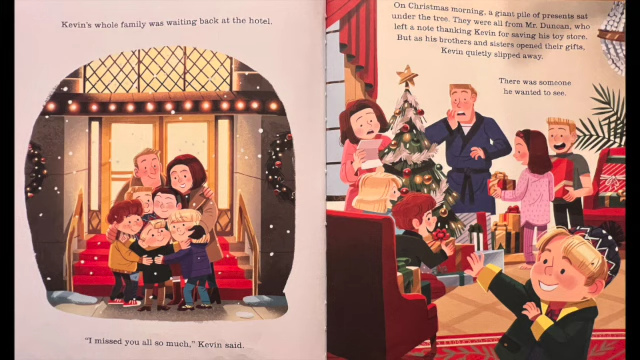 Kevin's whole family was waiting back at the hotel.
"I missed you all so much," Kevin said.
On Christmas morning, a giant pile of presents sat
under the tree. They were all from Mr. Duncan, who
left a note thanking Kevin for saving his toy store.
But as his brothers and sisters opened their gifts,
Kevin quietly slipped away.
There was someone
he wanted to see.